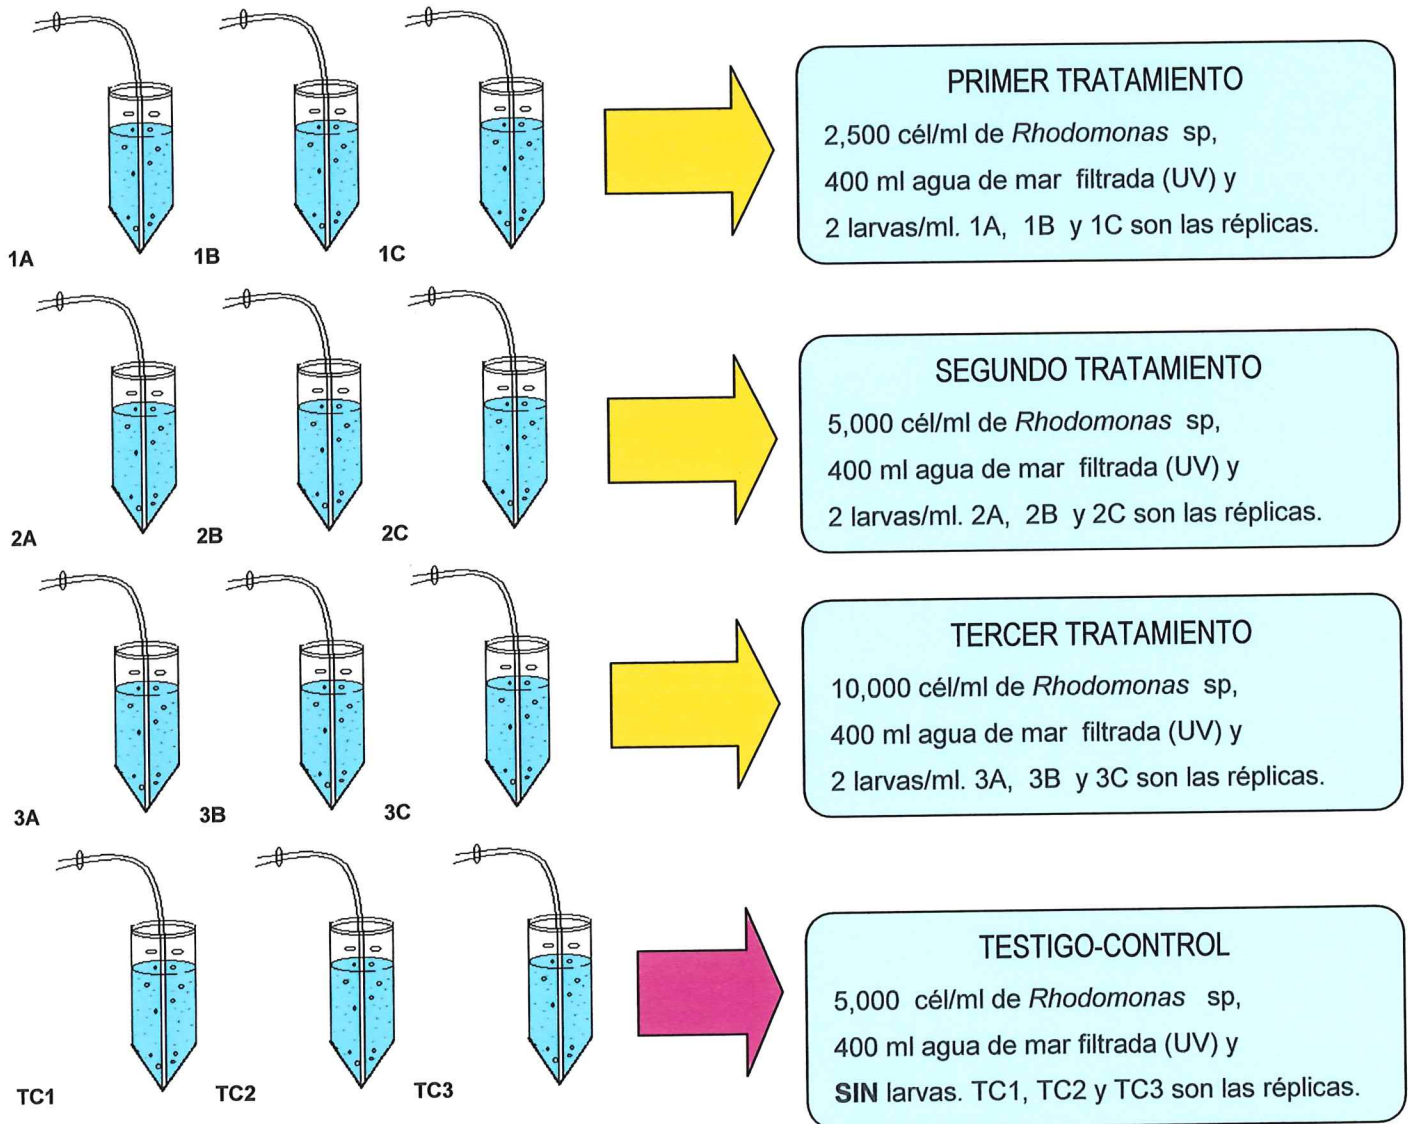 PRIMER TRATAMIENTO
2,500 cél/ml de Rhodomonas sp,
400 ml agua de mar filtrada (UV) y
2 larvas/ml. 1A, 1B y 1C son las réplicas.
1A 1B 1C
SEGUNDO TRATAMIENTO
5,000 cél/ml de Rhodomonas sp,
400 ml agua de mar filtrada (UV) y
2 larvas/ml. 2A, 2B y 2C son las réplicas.
2A 2B 2C
TERCER TRATAMIENTO
10,000 cél/ml de Rhodomonas sp,
400 ml agua de mar filtrada (UV) y
2 larvas/ml. 3A, 3B y 3C son las réplicas.
3A 3B 3C
TESTIGO-CONTROL
5,000 cél/ml de Rhodomonas sp,
400 ml agua de mar filtrada (UV) y
SIN larvas. TC1, TC2 y TC3 son las réplicas.
TC1 TC2 TC3